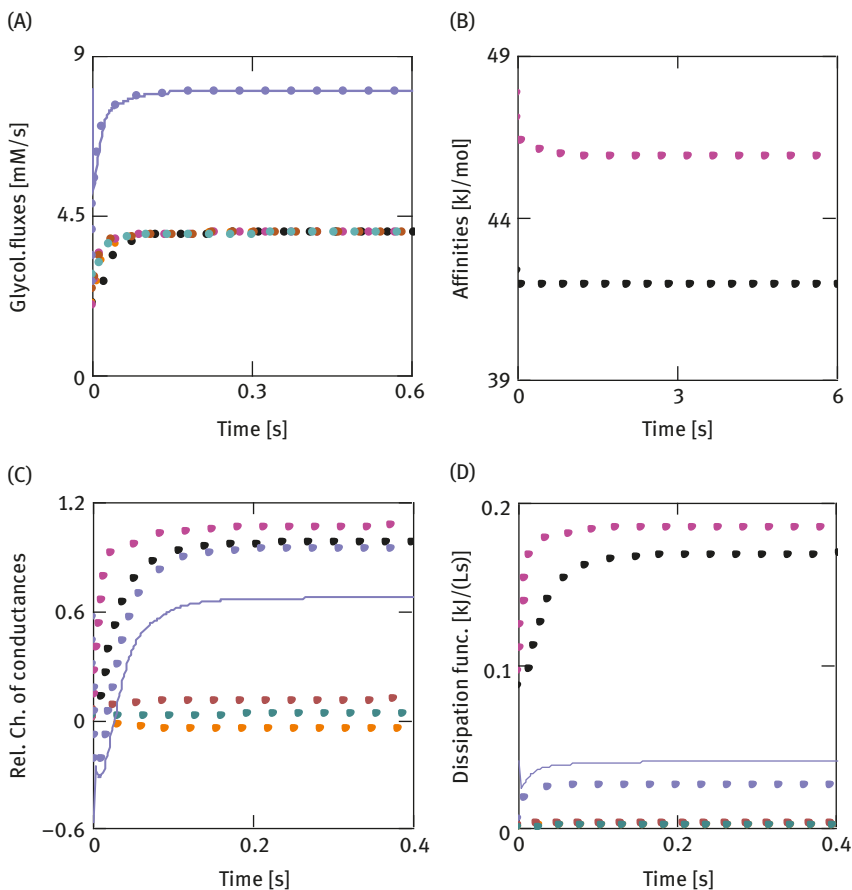 (A)
9
4.5
0
Glycol. fluxes [mM/s]
0
0.3
0.6
Time [s]
(B)
49
44
39
Affinities [kJ/mol]
0
3
6
Time [s]
(C)
1.2
0.6
0
−0.6
Rel. Ch. of conductances
0
0.2
0.4
Time [s]
(D)
0.2
0.1
0
Dissipation func. [kJ/(Ls)]
0
0.2
0.4
Time [s]